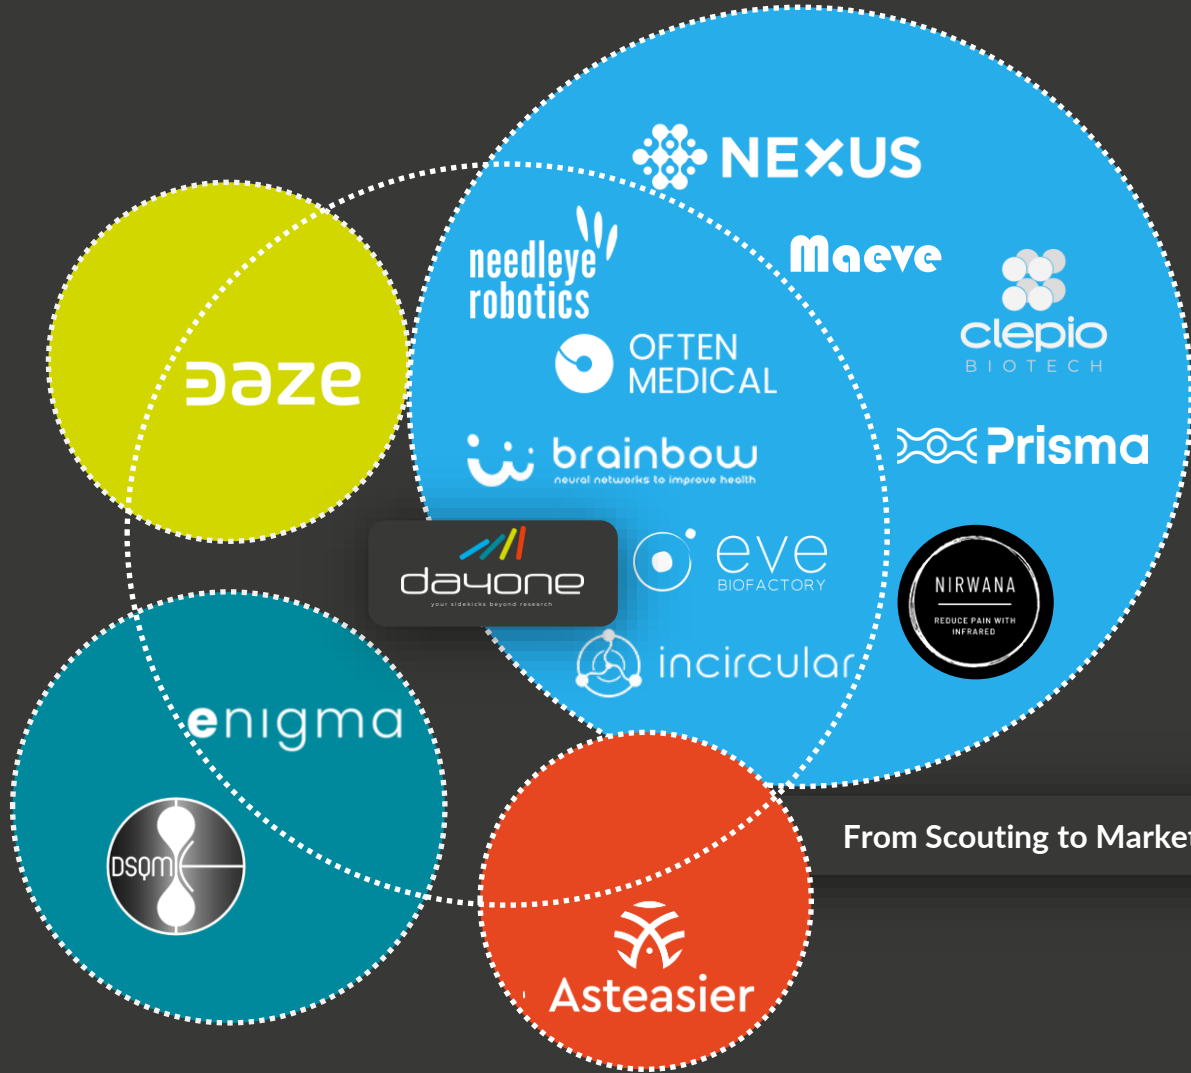 NEXUS
needleye
robotics
Maeve
clepio
BIOTECH
OFTEN
MEDICAL
Daze
brainbow
neural networks to improve health
Prisma
dayone
your sidekicks beyond research
eve
BIOFACTORY
NIRWANA
REDUCE PAIN WITH
INFRARED
incircular
enigma
DSQM
From Scouting to Market
Asteasier